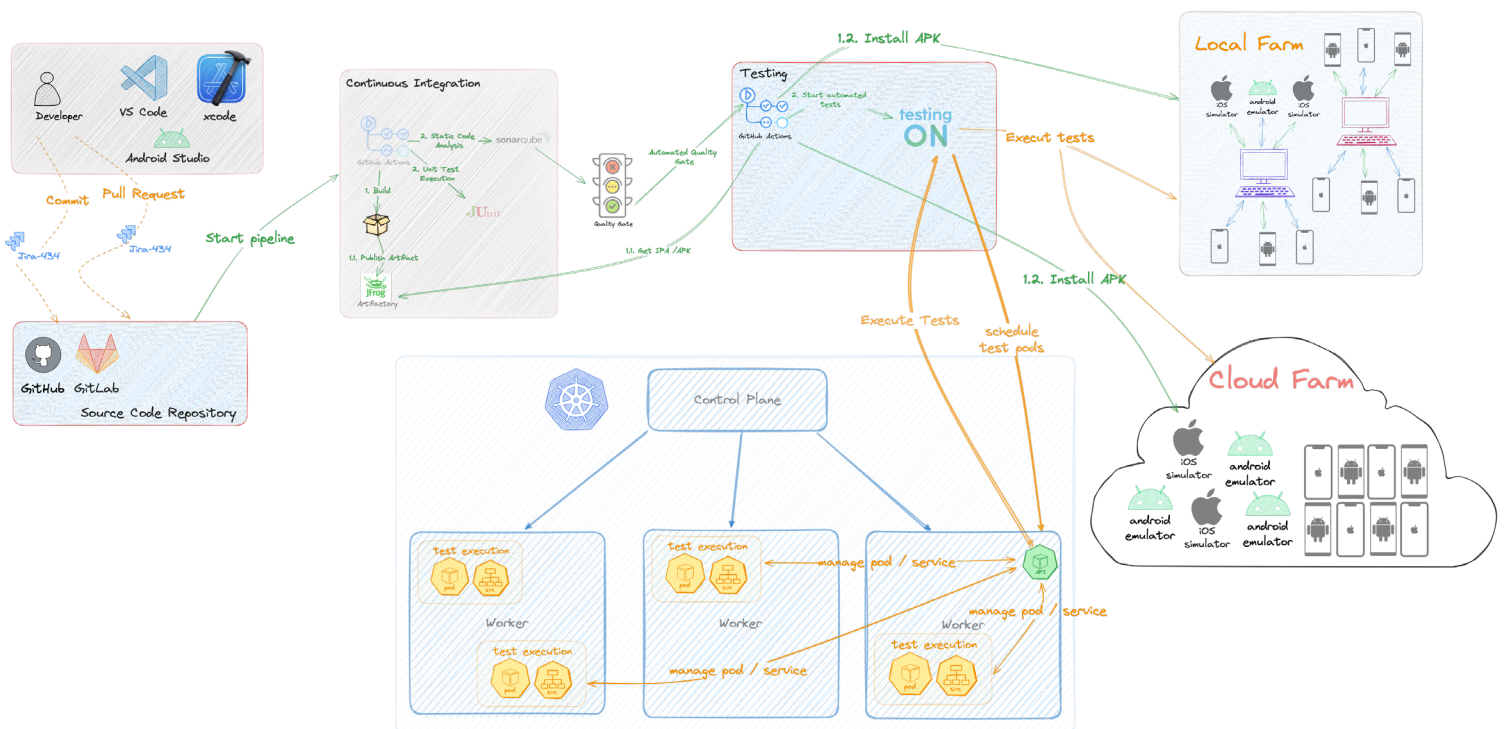 Developer
VS Code
xcode
Android Studio
Commit
Pull Request
Jira-434
Jira-434
Start pipeline
GitHub
GitLab
Source Code Repository
Continuous Integration
GitHub Actions
2. Static Code
Analysis
sonarqube
2. Unit Test
Execution
JUnit
1. Build
1.1. Publish Artifact
JFrog
Artifactory
Quality Gate
Automated Quality
Gate
1.1. Get IPA /APK
Testing
GitHub Actions
2. Start automated
tests
testing
ON
1.2. Install APK
Execut tests
1.2. Install APK
Execute Tests
schedule
test pods
Local Farm
iOS
simulator
android
emulator
iOS
simulator
Cloud Farm
iOS
simulator
android
emulator
android
emulator
iOS
simulator
android
emulator
Control Plane
test execution
pod
svc
Worker
test execution
pod
svc
test execution
pod
svc
Worker
manage pod / service
manage pod / service
manage pod / service
Worker
test execution
pod
svc